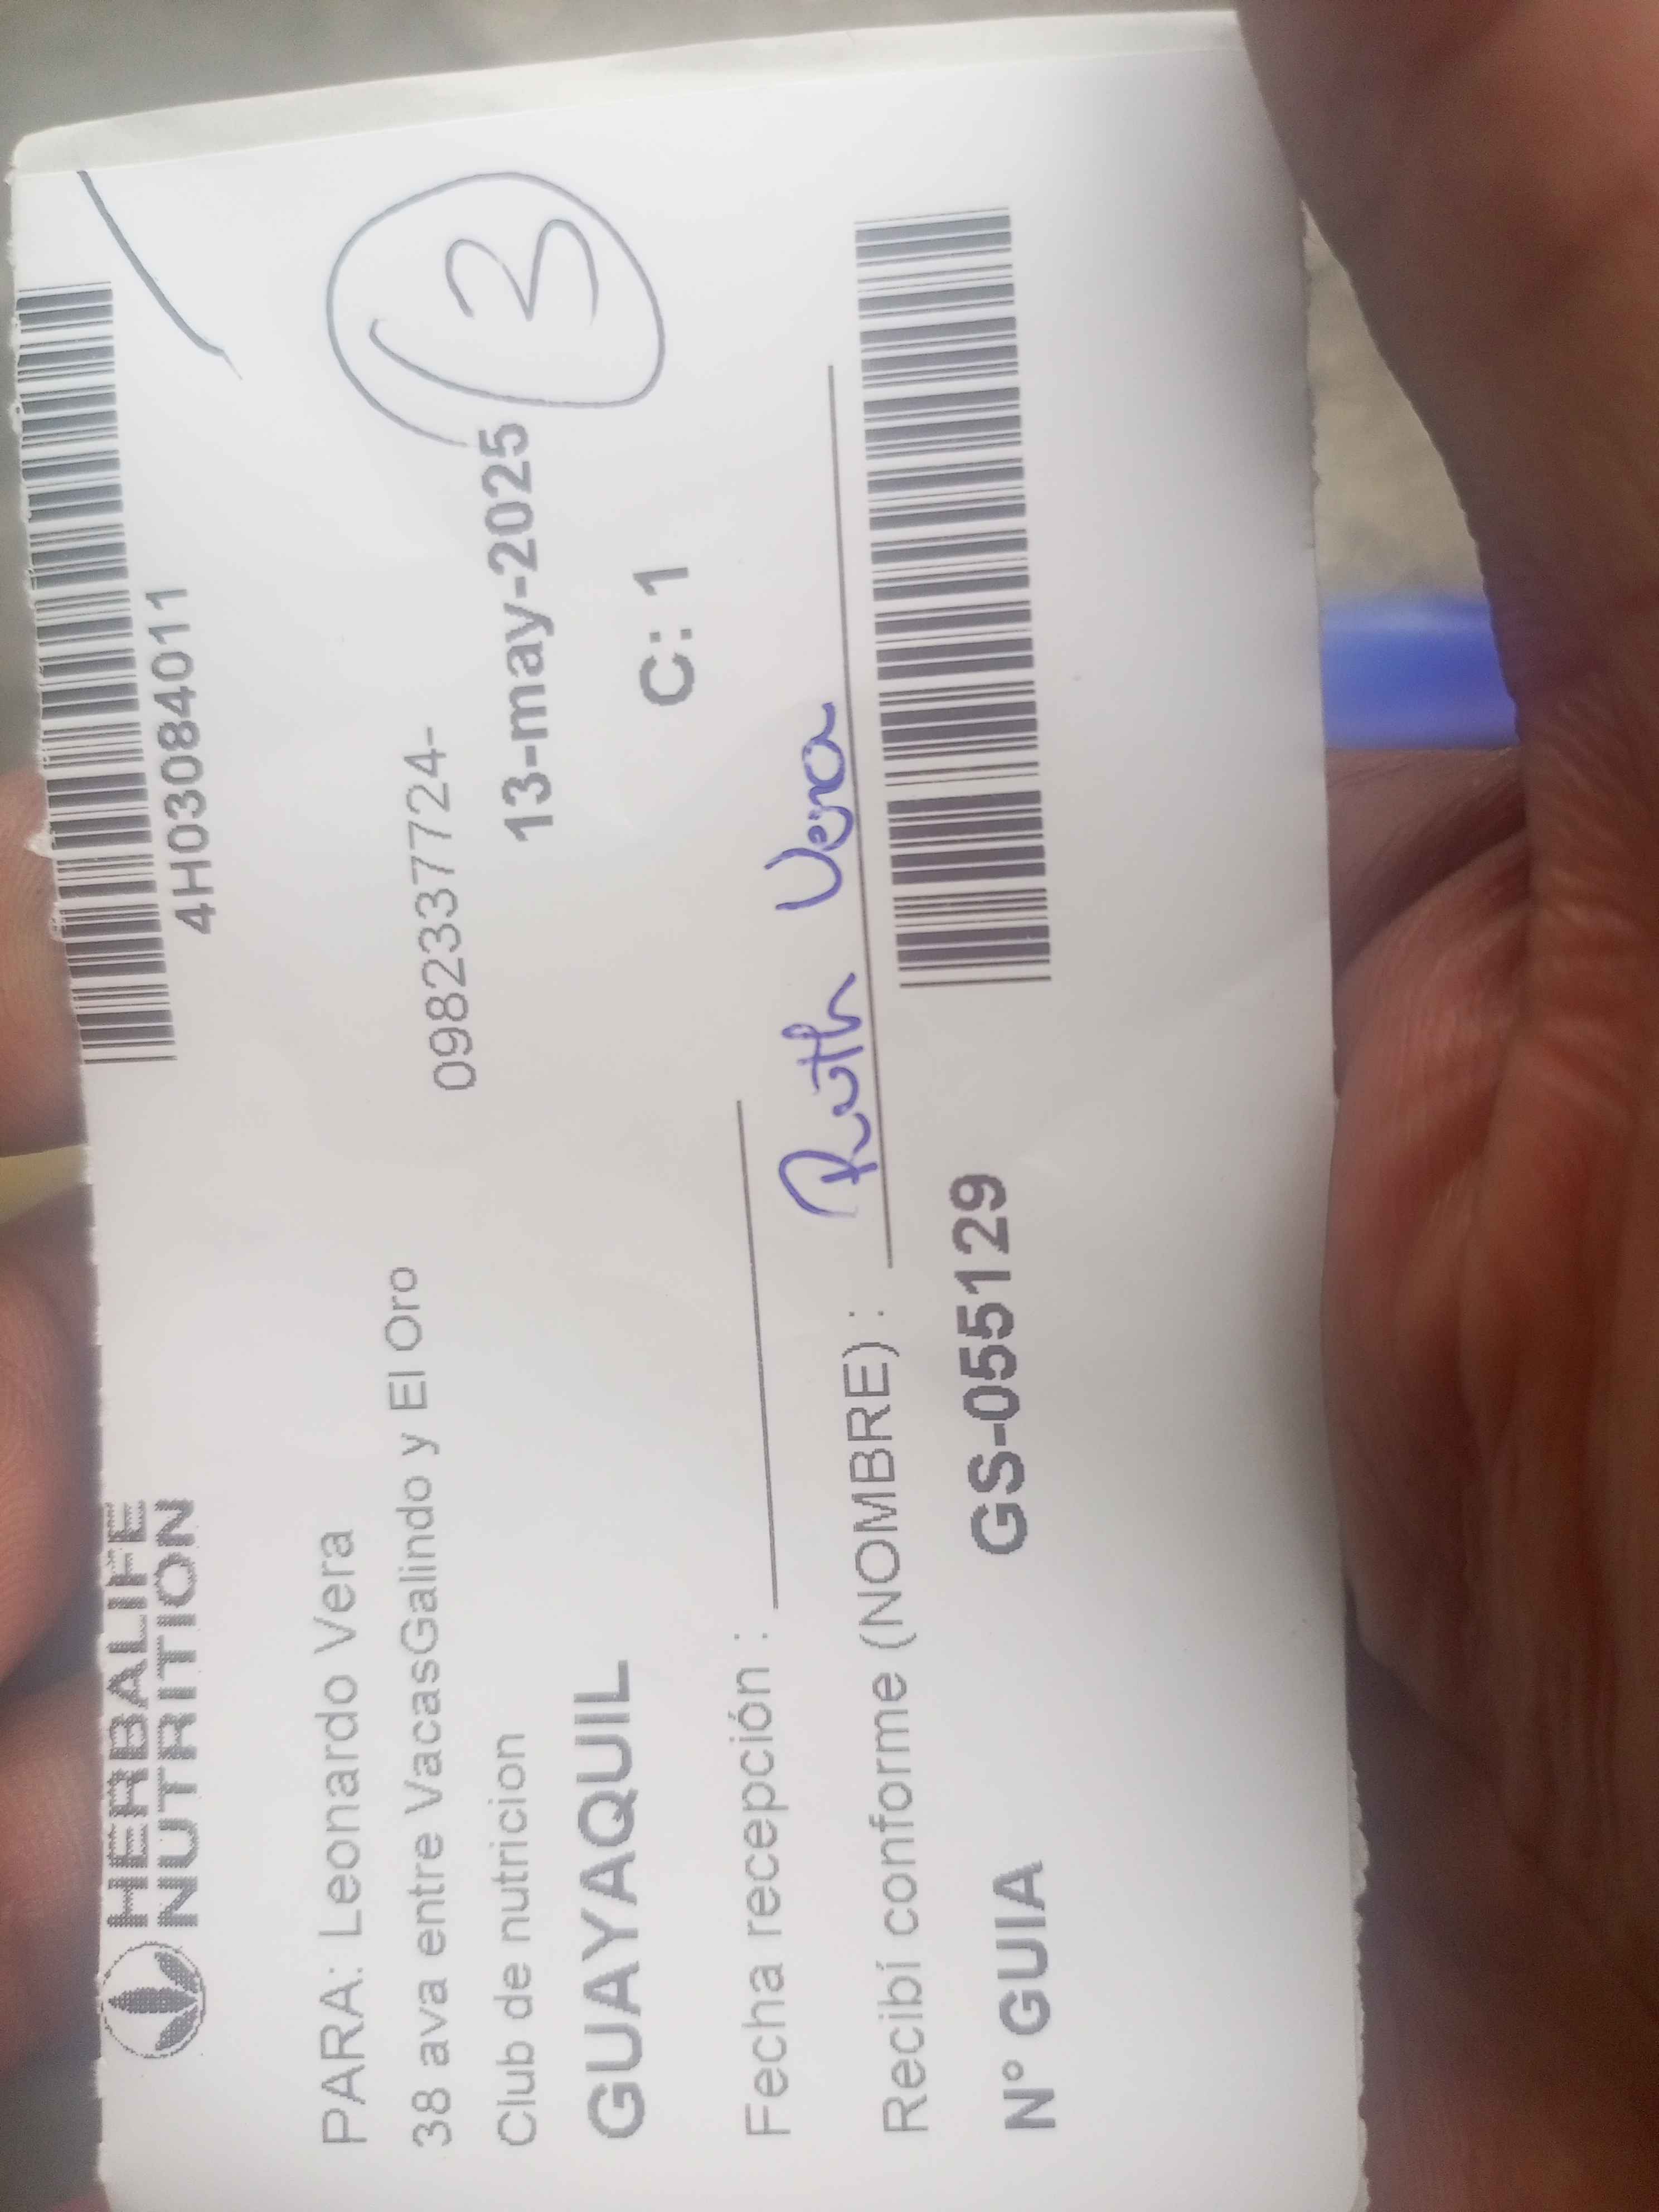 HERBALIFE
NUTRITION
4H03084011
PARA: Leonardo Vera
38 ava entre VacasGalindo y El Oro
0982337724-
Club de nutricion
13-may-2025
3
GUAYAQUIL
C: 1
Fecha recepción :
Recibí conforme (NOMBRE) : Ruth Vera
N° GUIA GS-055129